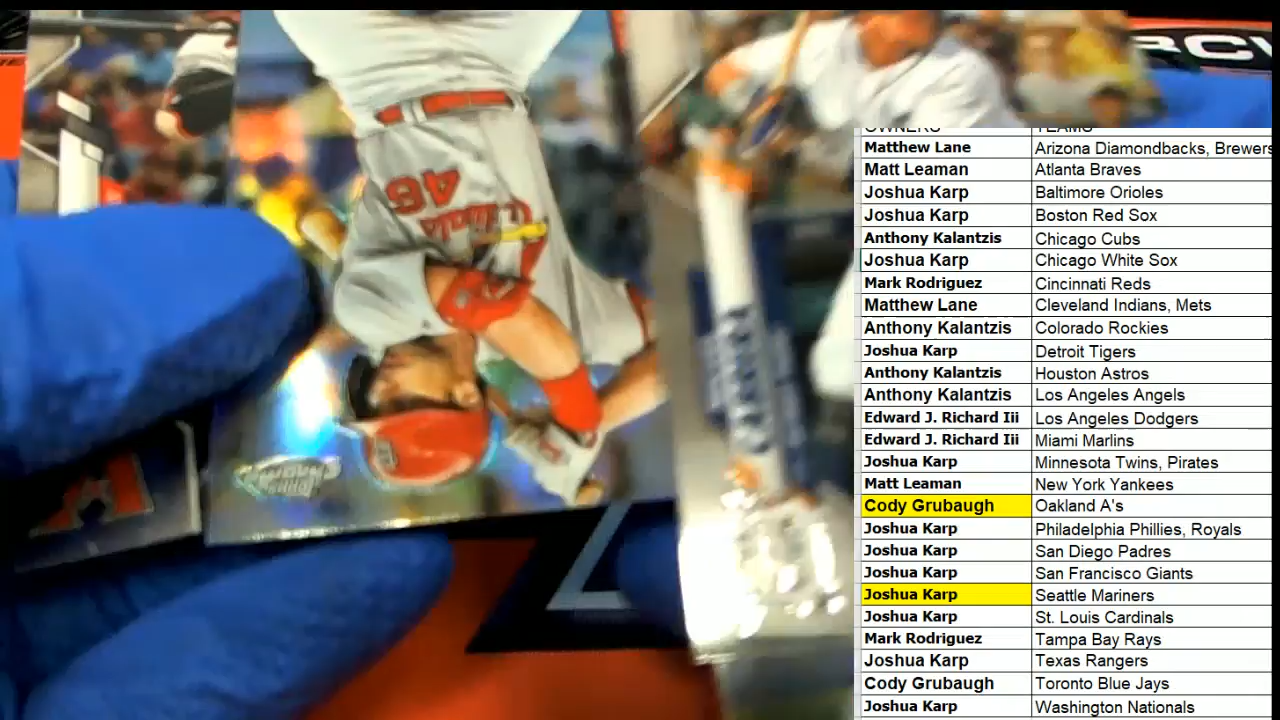 OWNERS TEAMS
Matthew Lane Arizona Diamondbacks, Brewers
Matt Leaman Atlanta Braves
Joshua Karp Baltimore Orioles
Joshua Karp Boston Red Sox
Anthony Kalantzis Chicago Cubs
Joshua Karp Chicago White Sox
Mark Rodriguez Cincinnati Reds
Matthew Lane Cleveland Indians, Mets
Anthony Kalantzis Colorado Rockies
Joshua Karp Detroit Tigers
Anthony Kalantzis Houston Astros
Anthony Kalantzis Los Angeles Angels
Edward J. Richard Iii Los Angeles Dodgers
Edward J. Richard Iii Miami Marlins
Joshua Karp Minnesota Twins, Pirates
Matt Leaman New York Yankees
Cody Grubaugh Oakland A's
Joshua Karp Philadelphia Phillies, Royals
Joshua Karp San Diego Padres
Joshua Karp San Francisco Giants
Joshua Karp Seattle Mariners
Joshua Karp St. Louis Cardinals
Mark Rodriguez Tampa Bay Rays
Joshua Karp Texas Rangers
Cody Grubaugh Toronto Blue Jays
Joshua Karp Washington Nationals
46